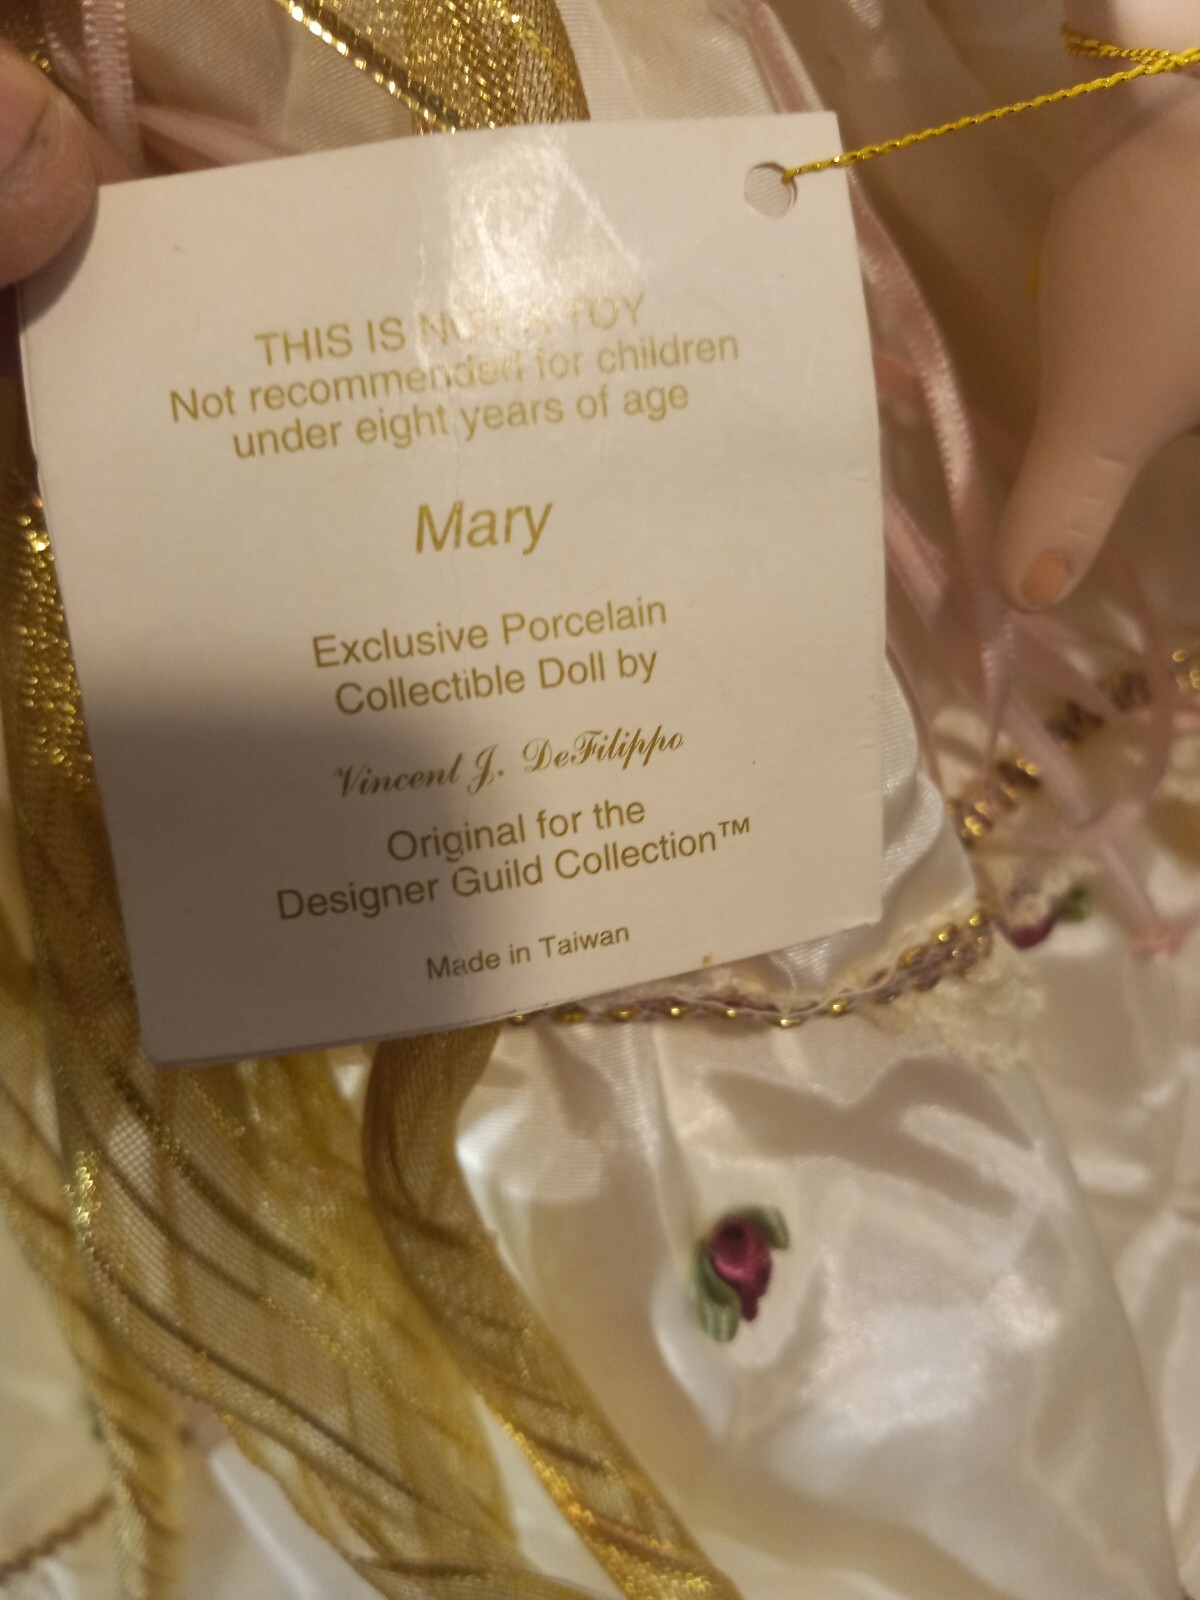 THIS IS NOT A TOY
Not recommended for children
under eight years of age
Mary
Exclusive Porcelain
Collectible Doll by
Vincent J. DeFilippo
Original for the
Designer Guild Collection™
Made in Taiwan